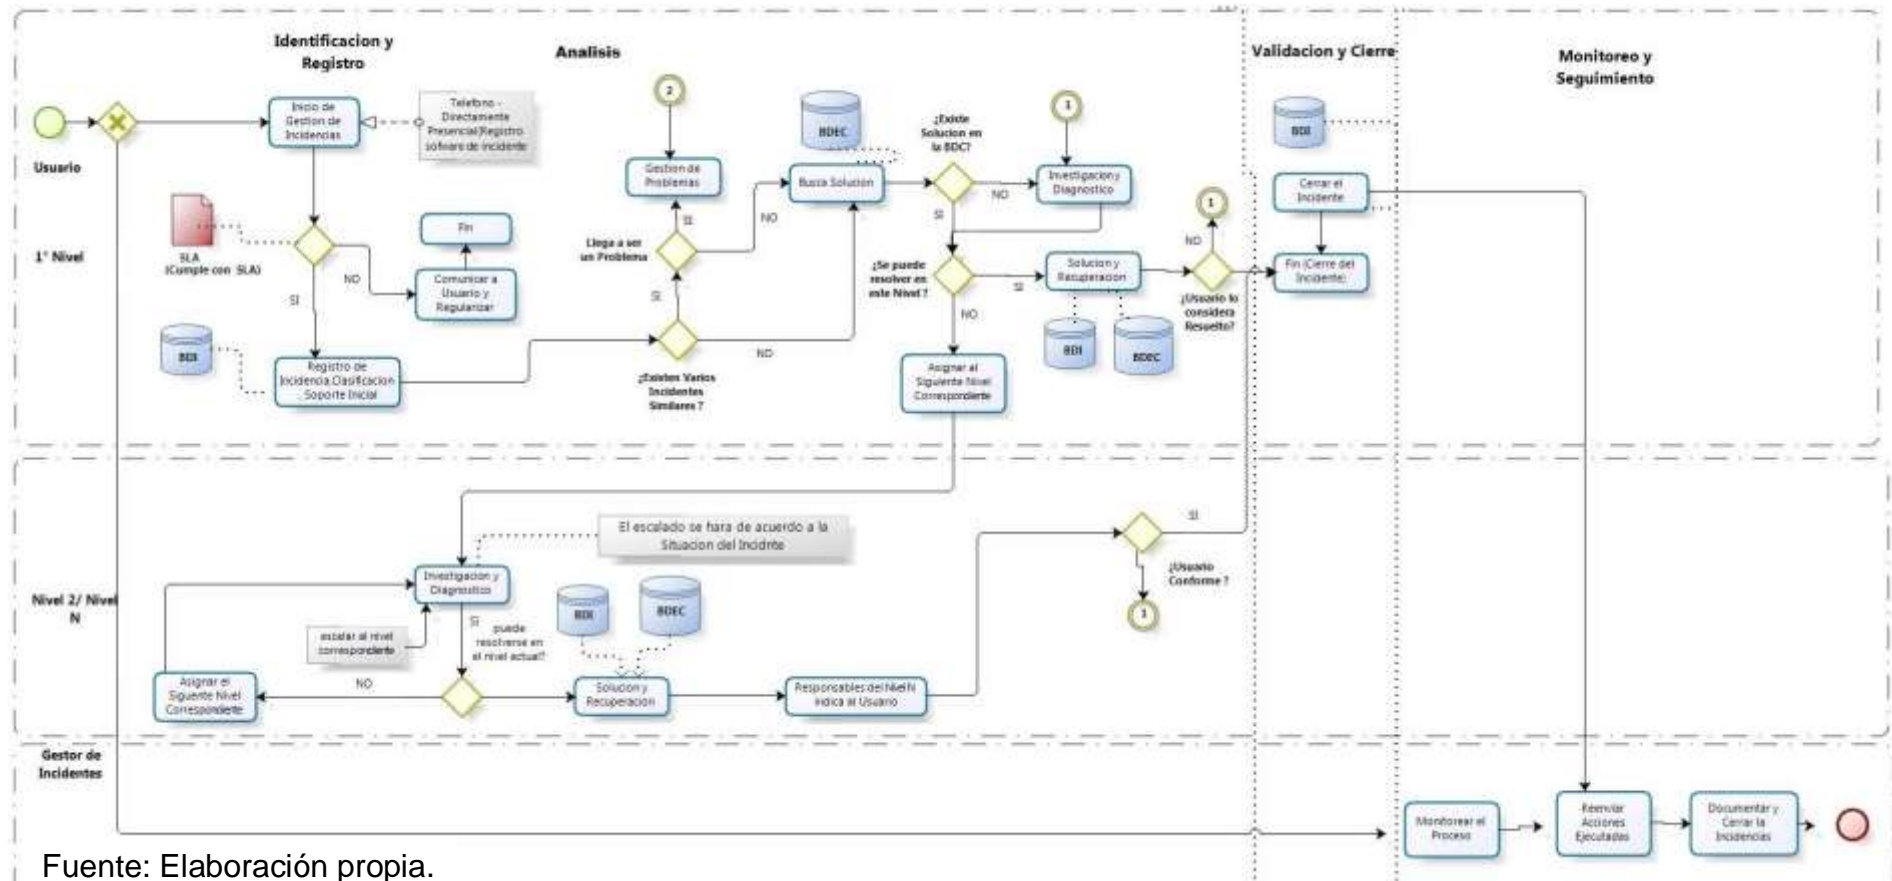 Identificacion y
Registro
Analisis
Validacion y Cierre
Monitoreo y
Seguimiento
Usuario
Inicio de
Gestion de
Incidencias
Telefono -
Directamente
Presencial/Registro
sofware de incidente
SLA
(Cumple con SLA)
1° Nivel
Fin
NO
Comunicar a
Usuario y
Regularizar
SI
BDI
Registro de
Incidencia,Clasificacion
,Soporte Inicial
2
Gestion de
Problemas
SI
Llega a ser
un Problema
NO
SI
NO
¿Existen Varios
Incidentes
Similares ?
BDEC
Busca Solucion
¿Existe
Solucion en
la BDC?
NO
SI
1
Investigacion y
Diagnostico
¿Se puede
resolver en
este Nivel ?
SI
NO
Solucion y
Recuperacion
BDI
BDEC
Asignar al
Siguiente Nivel
Correspondiente
1
NO
¿Usuario lo
considera
Resuelto?
BDI
Cerrar el
Incidente
Fin (Cierre del
Incidente)
Nivel 2/ Nivel
N
El escalado se hara de acuerdo a la
Situacion del Incidnte
Investigacion y
Diagnostico
escalar al nivel
correspondiente
SI
puede
resolverse en
el nivel actual?
NO
Asignar el
Siguente Nivel
Correspondiente
BDI
BDEC
Solucion y
Recuperacion
Responsables del Nivel N
indica al Usuario
SI
¿Usuario
Conforme ?
1
Gestor de
Incidentes
Monitorear el
Proceso
Reenviar
Acciones
Ejecutadas
Documentar y
Cerrar la
Incidencias
Fuente: Elaboración propia.